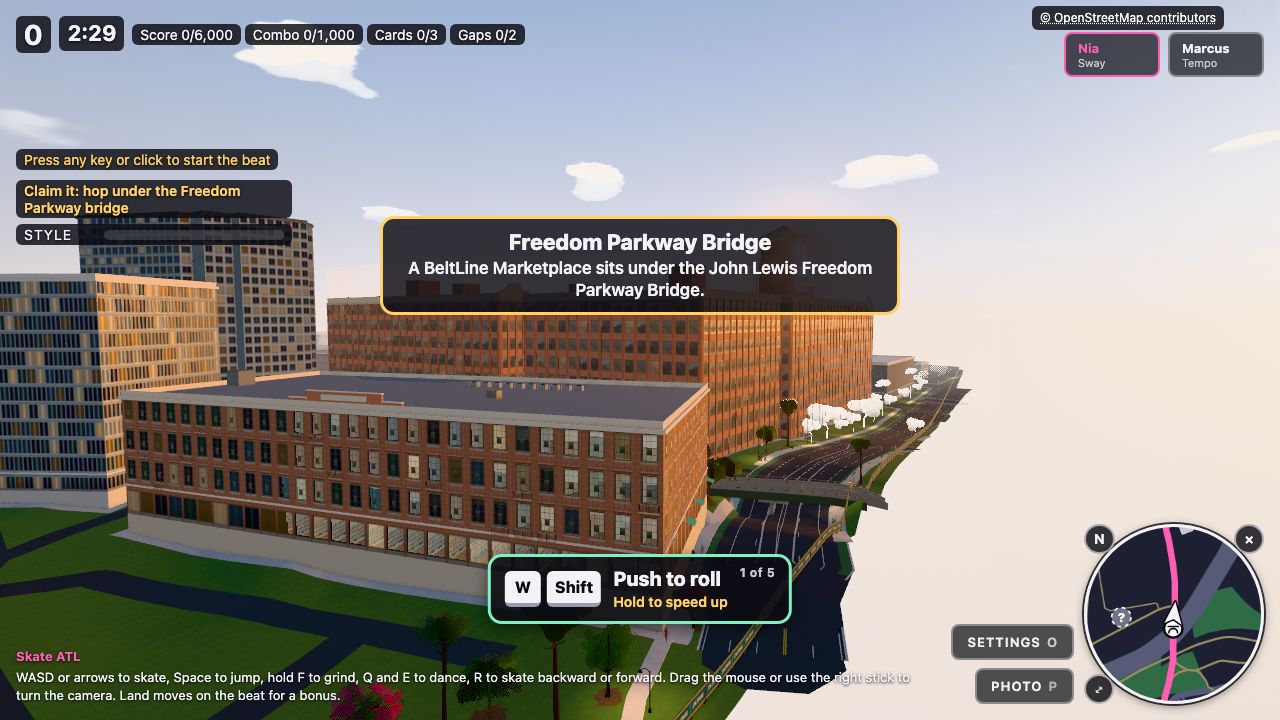 0
2:29
Score 0/6,000
Combo 0/1,000
Cards 0/3
Gaps 0/2
© OpenStreetMap contributors
Nia
Sway
Marcus
Tempo
Press any key or click to start the beat
Claim it: hop under the Freedom
Parkway bridge
STYLE
Freedom Parkway Bridge
A BeltLine Marketplace sits under the John Lewis Freedom
Parkway Bridge.
W
Shift
Push to roll
1 of 5
Hold to speed up
N
×
?
SETTINGS O
PHOTO P
Skate ATL
WASD or arrows to skate, Space to jump, hold F to grind, Q and E to dance, R to skate backward or forward. Drag the mouse or use the right stick to
turn the camera. Land moves on the beat for a bonus.